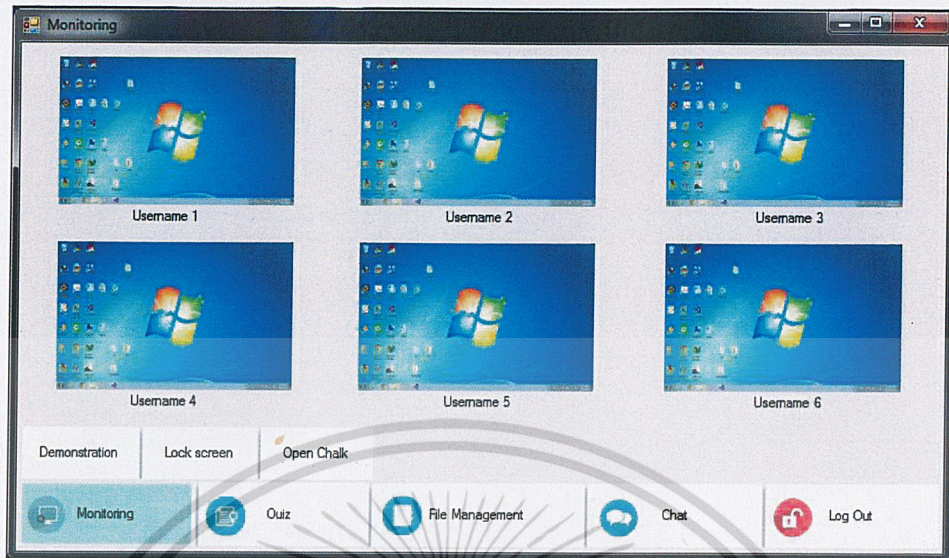 Monitoring
Username 1
Username 2
Username 3
Username 4
Username 5
Username 6
Demonstration
Lock screen
Open Chalk
Monitoring
Quiz
File Management
Chat
Log Out